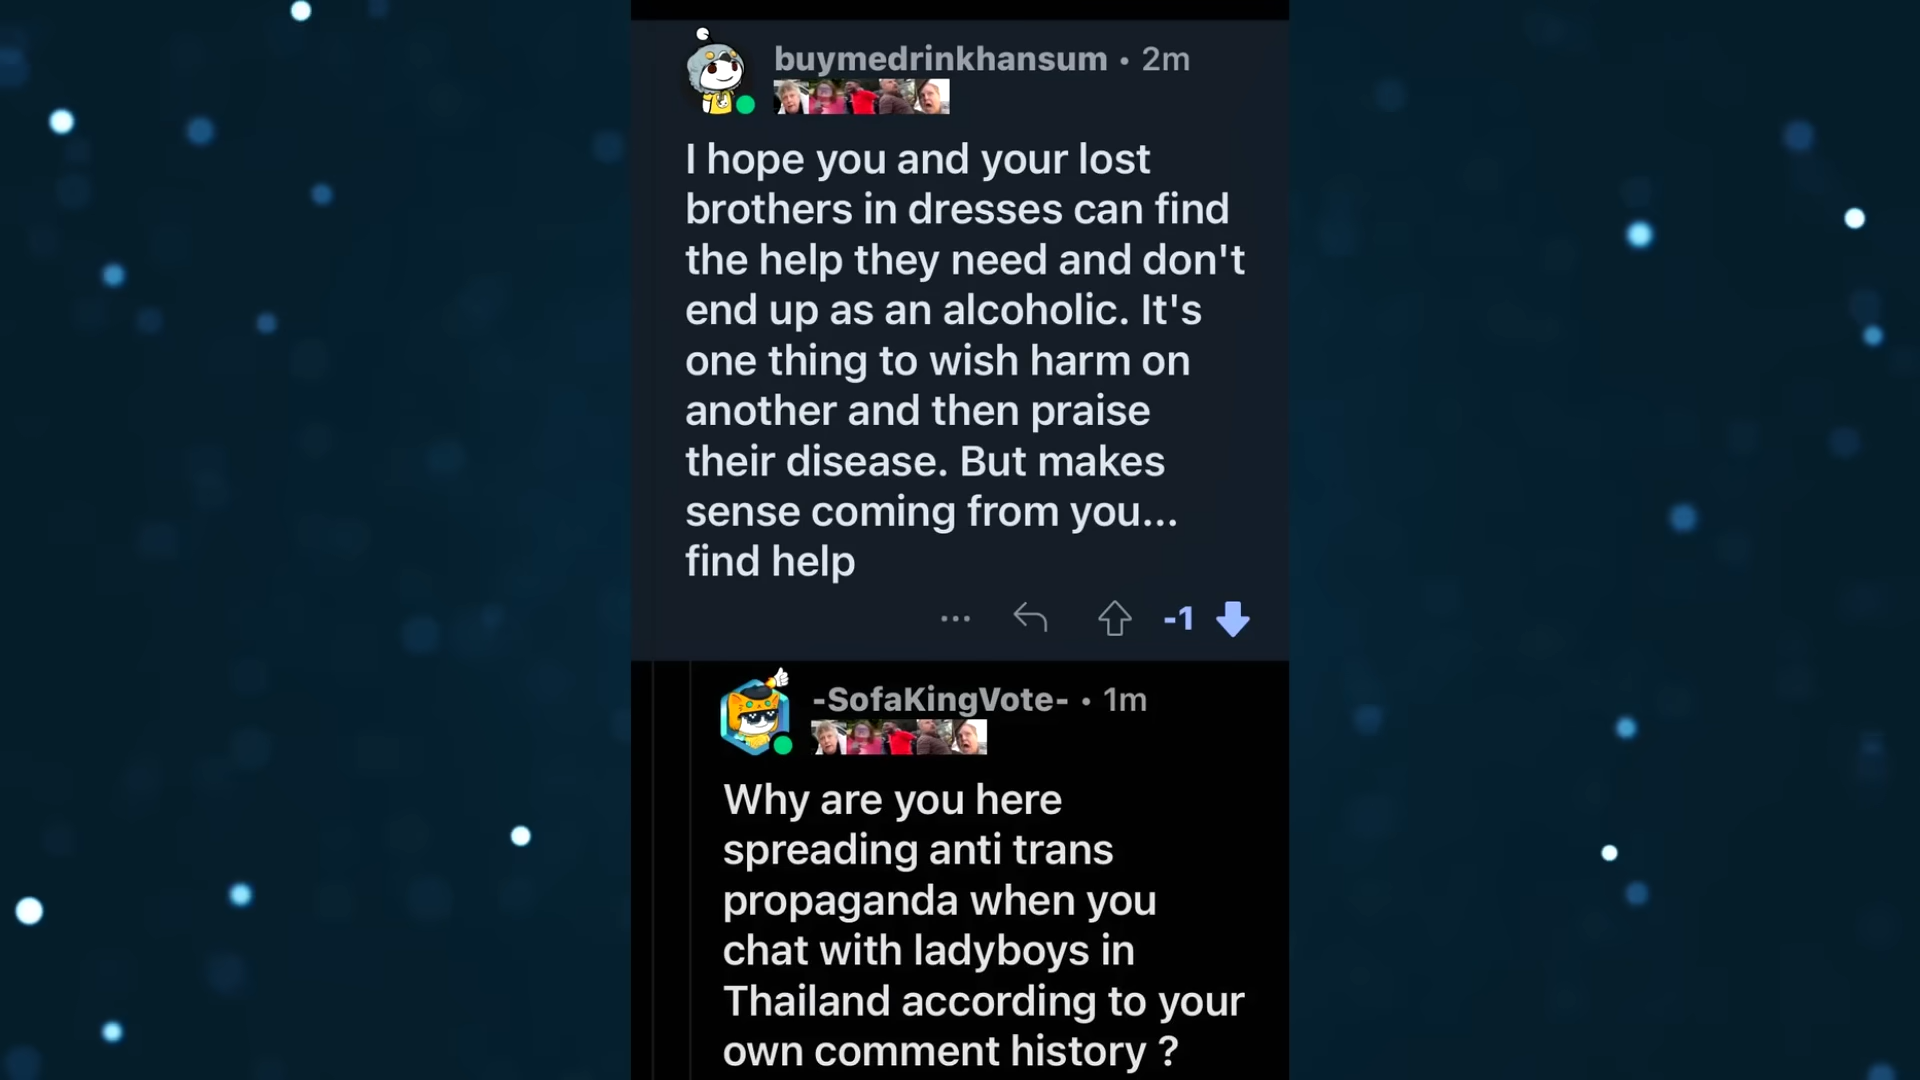 buymedrinkhansum • 2m
I hope you and your lost
brothers in dresses can find
the help they need and don't
end up as an alcoholic. It's
one thing to wish harm on
another and then praise
their disease. But makes
sense coming from you...
find help
-1
-SofaKingVote- • 1m
Why are you here
spreading anti trans
propaganda when you
chat with ladyboys in
Thailand according to your
own comment history ?